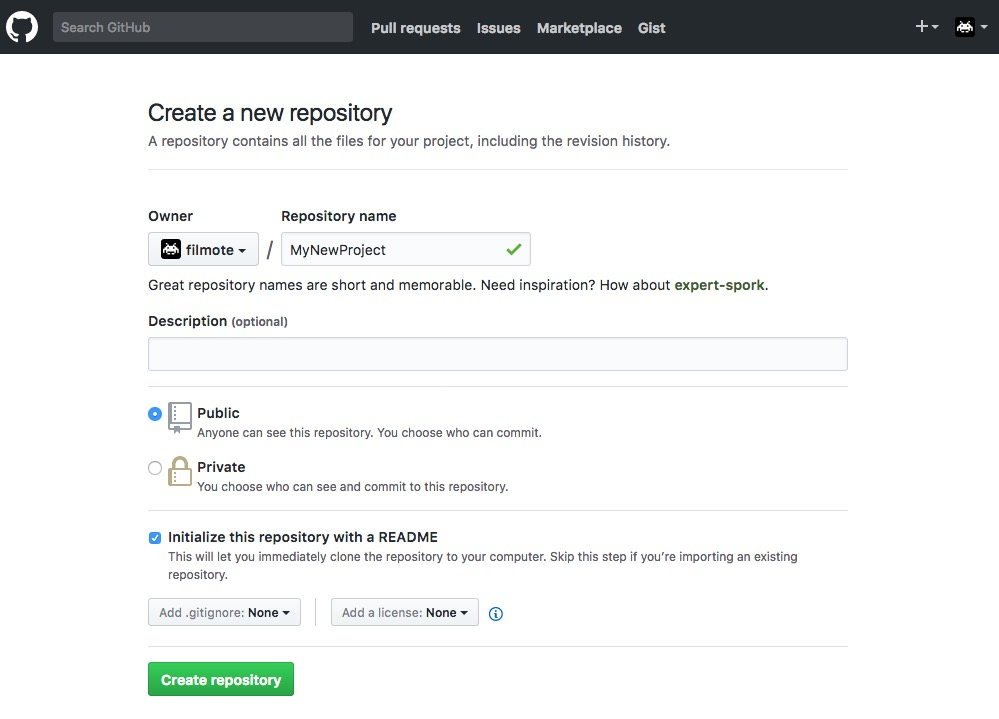 Search GitHub Pull requests Issues Marketplace Gist
Create a new repository
A repository contains all the files for your project, including the revision history.
Owner Repository name
filmote / MyNewProject
Great repository names are short and memorable. Need inspiration? How about expert-spork.
Description (optional)
Public
Anyone can see this repository. You choose who can commit.
Private
You choose who can see and commit to this repository.
Initialize this repository with a README
This will let you immediately clone the repository to your computer. Skip this step if you’re importing an existing
repository.
Add .gitignore: None Add a license: None
Create repository